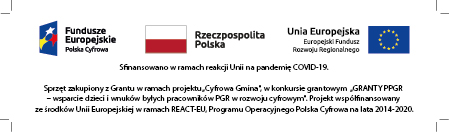 Fundusze
Europejskie
Polska Cyfrowa
Rzeczpospolita
Polska
Unia Europejska
Europejski Fundusz
Rozwoju Regionalnego
Sfinansowano w ramach reakcji Unii na pandemię COVID-19.
Sprzęt zakupiony z Grantu w ramach projektu „Cyfrowa Gmina", w konkursie grantowym „GRANTY PPGR
– wsparcie dzieci i wnuków byłych pracowników PGR w rozwoju cyfrowym". Projekt współfinansowany
ze środków Unii Europejskiej w ramach REACT-EU, Programu Operacyjnego Polska Cyfrowa na lata 2014-2020.